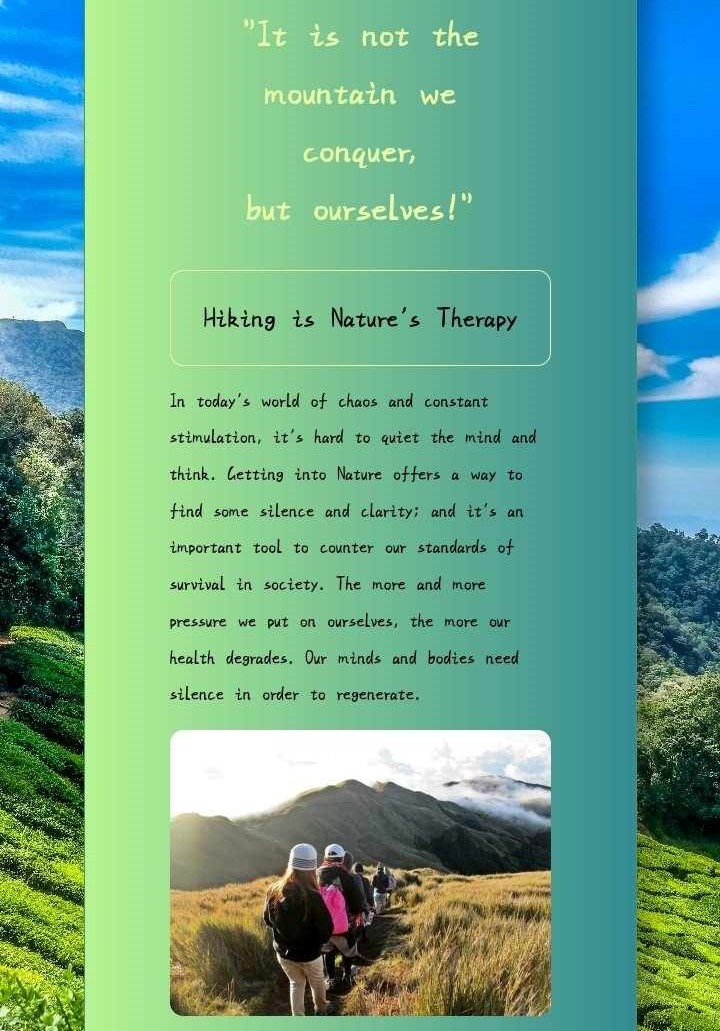 "It is not the
mountain we
conquer,
but ourselves!"
Hiking is Nature's Therapy
In today's world of chaos and constant
stimulation, it's hard to quiet the mind and
think. Getting into Nature offers a way to
find some silence and clarity; and it's an
important tool to counter our standards of
survival in society. The more and more
pressure we put on ourselves, the more our
health degrades. Our minds and bodies need
silence in order to regenerate.